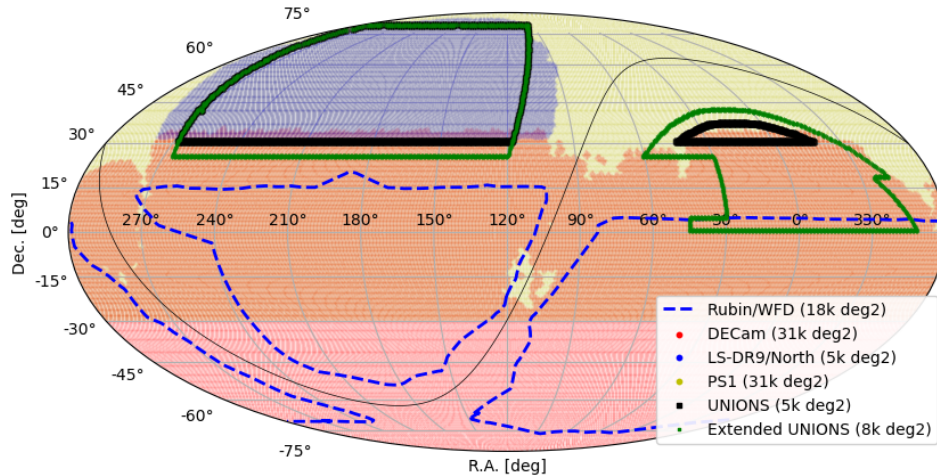 75°
60°
45°
30°
15°
Dec. [deg]
0°
270° 240° 210° 180° 150° 120° 90° 60° 30° 0° 330°
-15°
-30°
-45°
-60°
-75°
R.A. [deg]
Rubin/WFD (18k deg2)
DECam (31k deg2)
LS-DR9/North (5k deg2)
PS1 (31k deg2)
UNIONS (5k deg2)
Extended UNIONS (8k deg2)